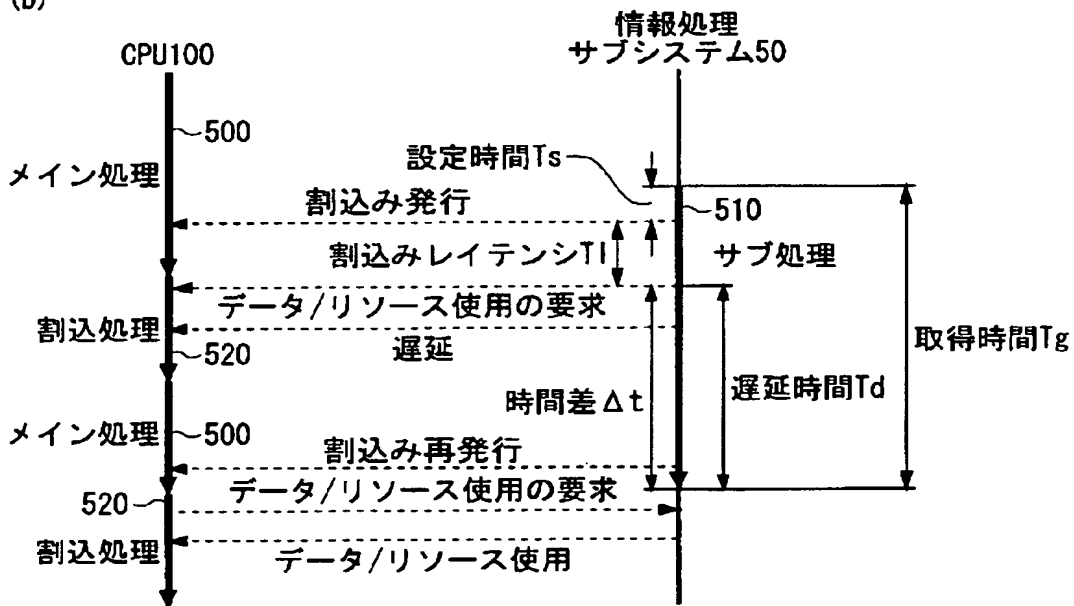 (D)
情報処理
サブシステム50
CPU100
500
メイン処理
設定時間Ts
割込み発行
510
割込みレイテンシTl
サブ処理
データ/リソース使用の要求
割込処理
520
遅延
取得時間Tg
時間差Δt
遅延時間Td
メイン処理
500
割込み再発行
データ/リソース使用の要求
520
割込処理
データ/リソース使用